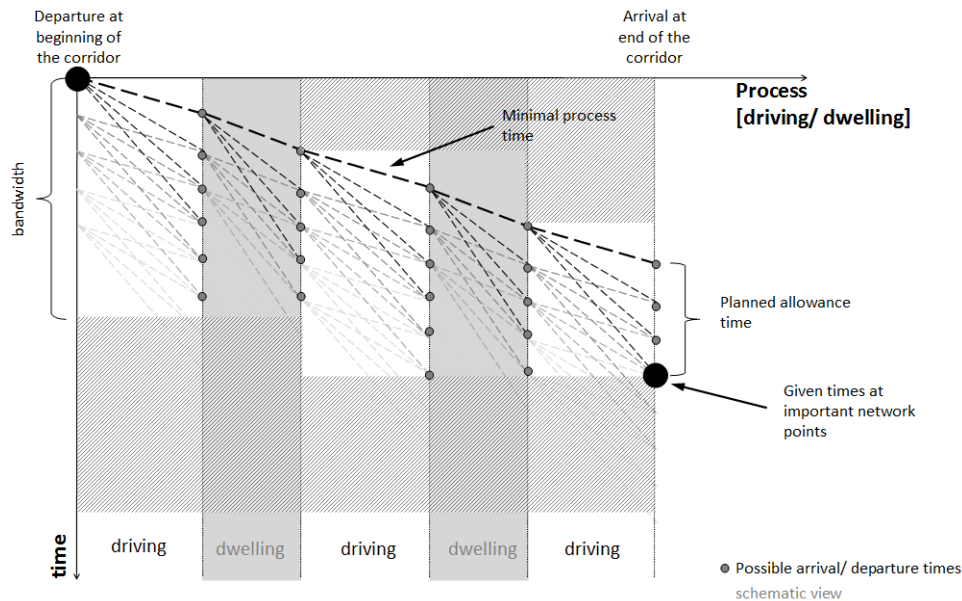 Departure at
beginning of
the corridor
Arrival at
end of the
corridor
Process
[driving/ dwelling]
Minimal process
time
bandwidth
Planned allowance
time
Given times at
important network
points
time
driving
dwelling
driving
dwelling
driving
Possible arrival/ departure times
schematic view